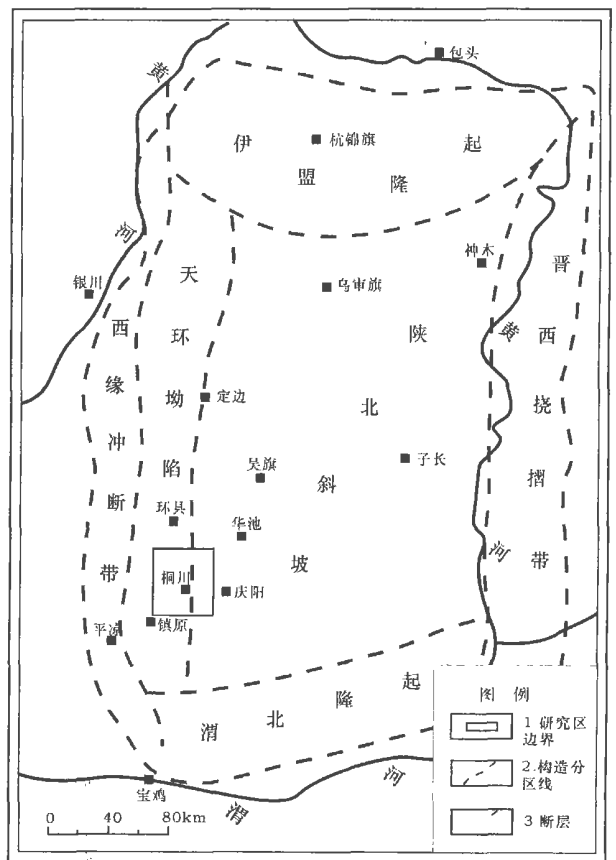 包头
黄河
伊盟隆起
杭锦旗
神木
银川
乌审旗
天环坳陷
西缘冲断带
陕北斜坡
晋西挠摺带
黄河
定边
子长
吴旗
环县
华池
桐川
庆阳
镇原
平凉
渭北隆起
宝鸡
渭河
0 40 80km
图 例
1 研究区
边界
2.构造分
区线
3 断层